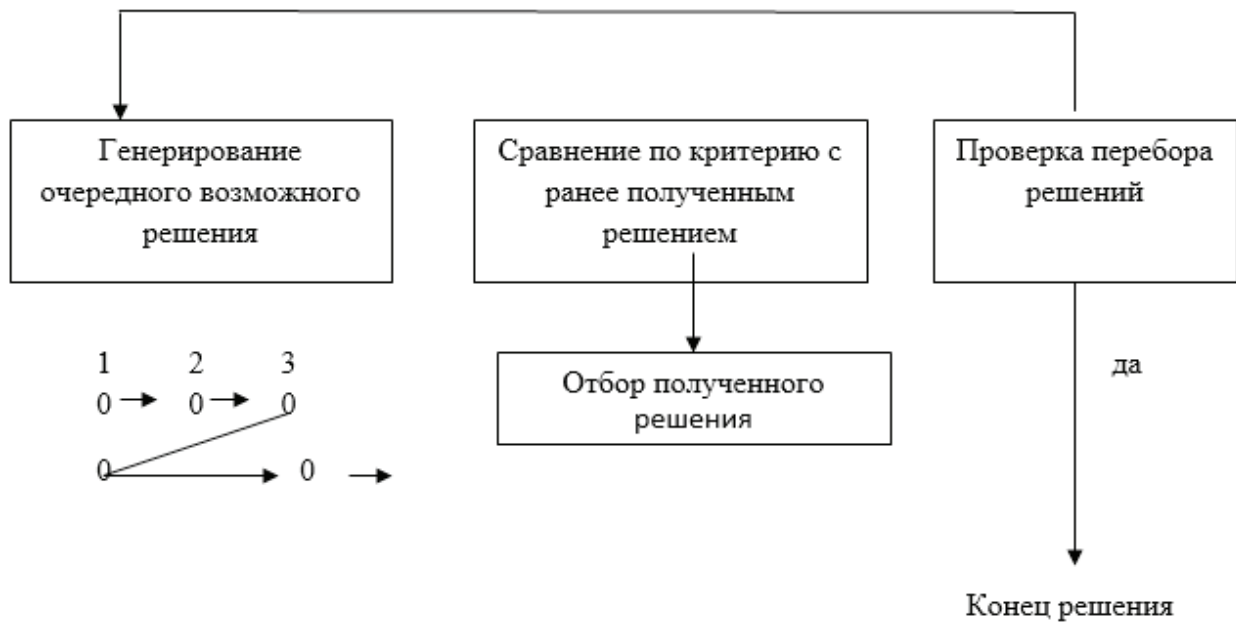 Генерирование
очередного возможного
решения
Сравнение по критерию с
ранее полученным
решением
Проверка перебора
решений
1 2 3
0 0 0
0 0
Отбор полученного
решения
да
Конец решения